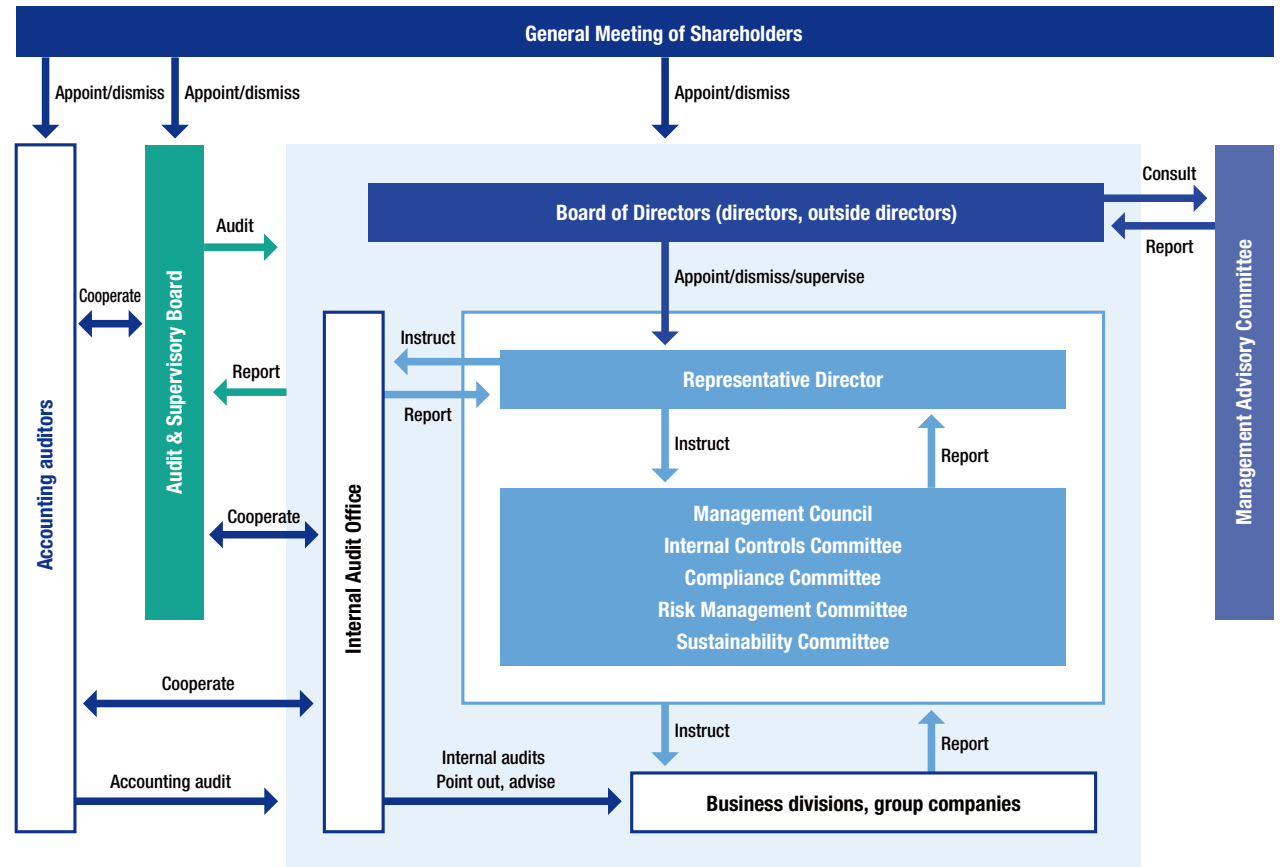 General Meeting of Shareholders
Appoint/dismiss
Appoint/dismiss
Appoint/dismiss
Consult
Board of Directors (directors, outside directors)
Audit
Report
Appoint/dismiss/supervise
Cooperate
Instruct
Representative Director
Report
Report
Instruct
Report
Accounting auditors
Audit & Supervisory Board
Internal Audit Office
Management Advisory Committee
Management Council
Internal Controls Committee
Compliance Committee
Risk Management Committee
Sustainability Committee
Cooperate
Cooperate
Instruct
Report
Internal audits
Point out, advise
Accounting audit
Business divisions, group companies